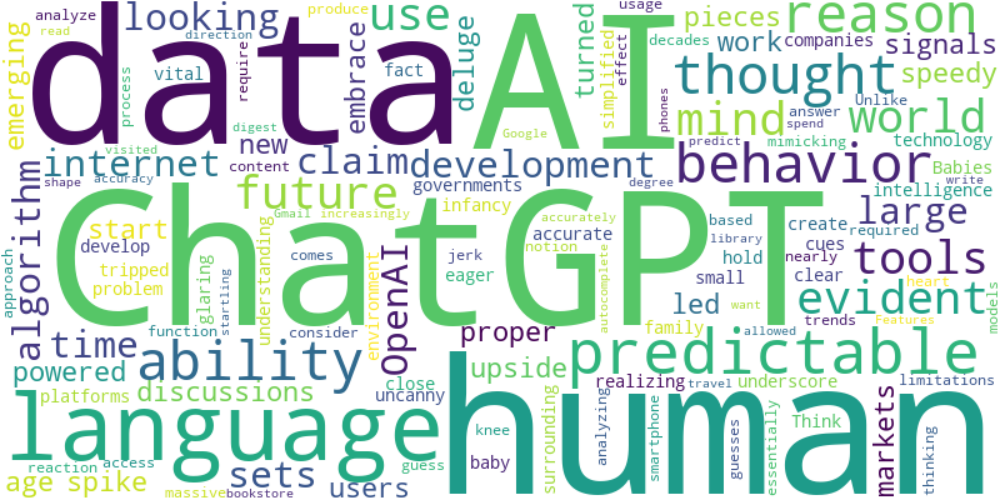 analyze
looking
produce
use
usage
pieces
reason
read
direction
emerging
data
AI
process
vital
require
embrace
fact
deluge
turned
simplified
effect
decades
work
companies
signals
thought
speedy
phones
mind
answer
Unlike
spend
world
digest
Google
visited
new
predict
mimicking
technology
internet
content
claim
development
behavior
Babies
shape
accuracy
governments
degree
write
intelligence
algorithm
future
infancy
large
Gmail
increasingly
accurately
based
create
required
start
ChatGPT
notion
accurate
library
cues
develop
understanding
comes
OpenAI
jerk
eager
hold
nearly
tools
approach
tripped
problem
glaring
startling
environment
autocomplete
small
clear
want
led
evident
heart
models
function
consider
proper
family
allowed
trends
Features
time
ability
upside
predictable
powered
discussions
close
uncanny
realizing
travel
underscore
limitations
platforms
language
human
knee
baby
surrounding
analyzing
smartphone
guesses
essentially
Think
markets
thinking
reaction
access
guess
age
spike
sets
users
massive
bookstore